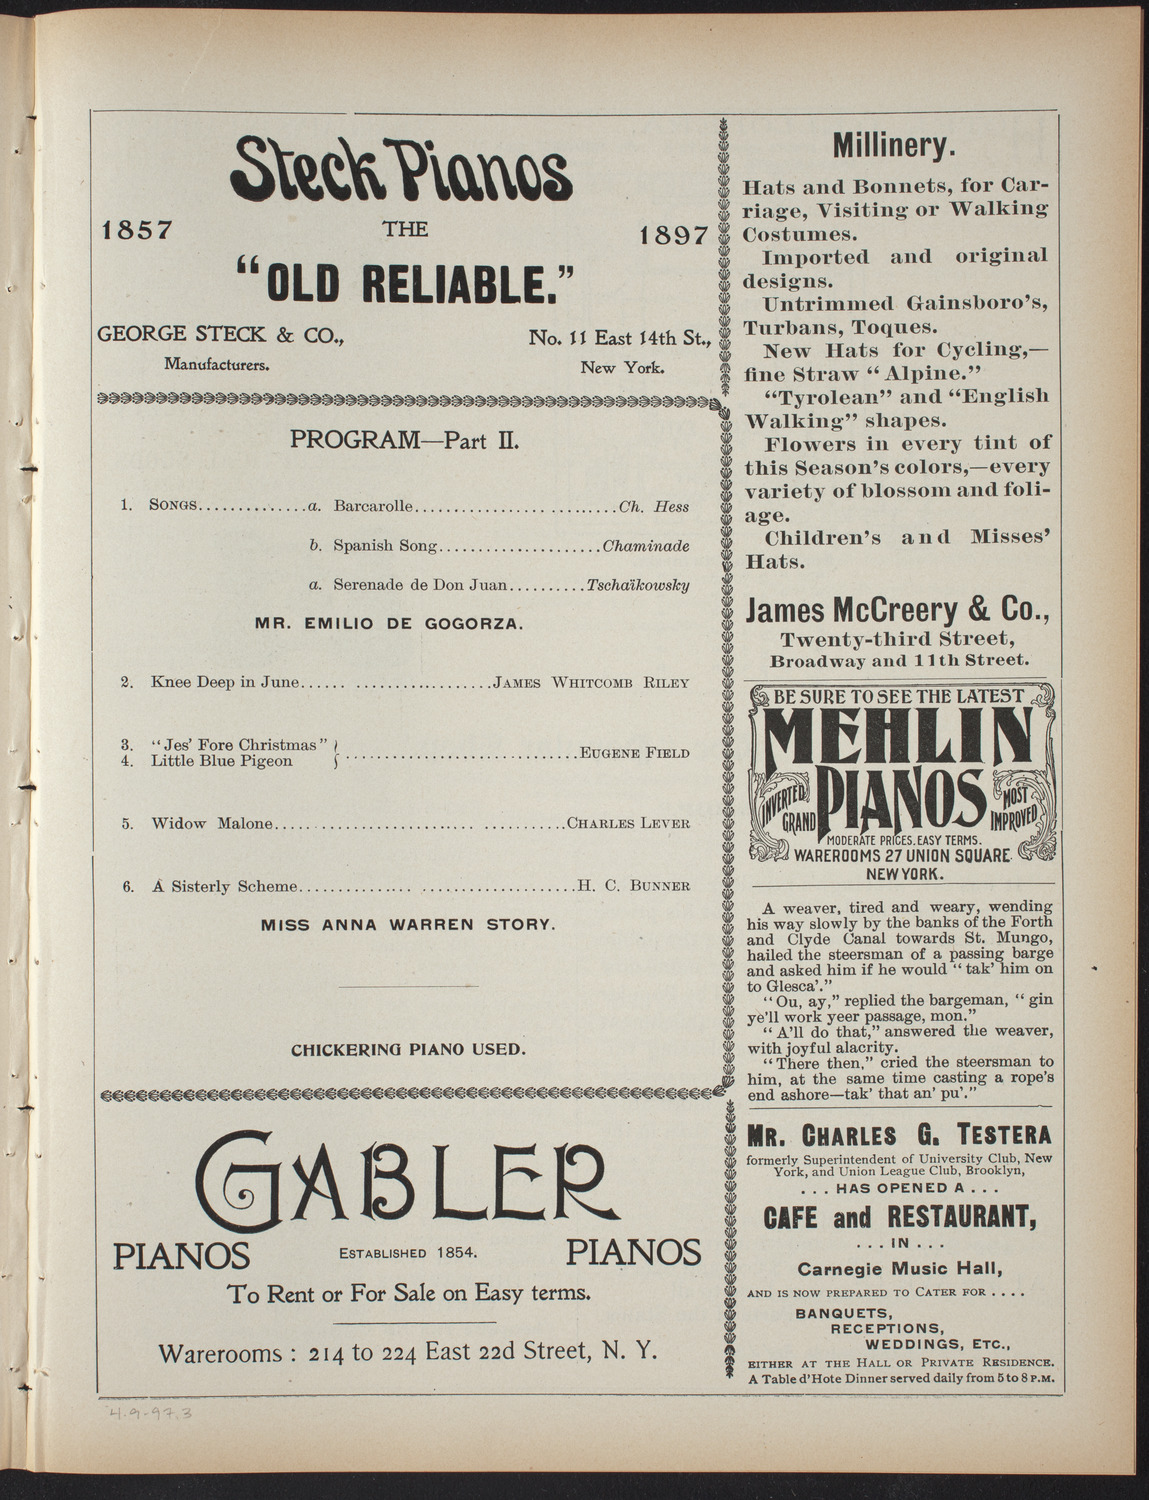 Steck Pianos
1857 THE 1897
"OLD RELIABLE."
GEORGE STECK & CO., No. 11 East 14th St.,
Manufacturers. New York.
PROGRAM—Part II.
1. SONGS..............a. Barcarolle..........................Ch. Hess
b. Spanish Song.....................Chaminade
a. Serenade de Don Juan..........Tschaïkowsky
MR. EMILIO DE GOGORZA.
2. Knee Deep in June...... ..................JAMES WHITCOMB RILEY
3. "Jes' Fore Christmas" }
4. Little Blue Pigeon } ..............................EUGENE FIELD
5. Widow Malone.......................... ...........CHARLES LEVER
6. A Sisterly Scheme............... ....................H. C. BUNNER
MISS ANNA WARREN STORY.
CHICKERING PIANO USED.
GABLER
PIANOS ESTABLISHED 1854. PIANOS
To Rent or For Sale on Easy terms.
Warerooms : 214 to 224 East 22d Street, N. Y.
Millinery.
Hats and Bonnets, for Car-
riage, Visiting or Walking
Costumes.
Imported and original
designs.
Untrimmed Gainsboro's,
Turbans, Toques.
New Hats for Cycling,—
fine Straw "Alpine."
"Tyrolean" and "English
Walking" shapes.
Flowers in every tint of
this Season's colors,—every
variety of blossom and foli-
age.
Children's and Misses'
Hats.
James McCreery & Co.,
Twenty-third Street,
Broadway and 11th Street.
BE SURE TO SEE THE LATEST
MEHLIN
PIANOS
INVERTED GRAND
MOST IMPROVED
MODERATE PRICES. EASY TERMS.
WAREROOMS 27 UNION SQUARE
NEW YORK.
A weaver, tired and weary, wending
his way slowly by the banks of the Forth
and Clyde Canal towards St. Mungo,
hailed the steersman of a passing barge
and asked him if he would "tak' him on
to Glesca'."
"Ou, ay," replied the bargeman, "gin
ye'll work yeer passage, mon."
"A'll do that," answered the weaver,
with joyful alacrity.
"There then," cried the steersman to
him, at the same time casting a rope's
end ashore—tak' that an' pu'."
MR. CHARLES G. TESTERA
formerly Superintendent of University Club, New
York, and Union League Club, Brooklyn,
. . . HAS OPENED A . . .
CAFE and RESTAURANT,
. . . IN . . .
Carnegie Music Hall,
AND IS NOW PREPARED TO CATER FOR . . . .
BANQUETS,
RECEPTIONS,
WEDDINGS, ETC.,
EITHER AT THE HALL OR PRIVATE RESIDENCE.
A Table d'Hote Dinner served daily from 5 to 8 P.M.
4.9.97.3